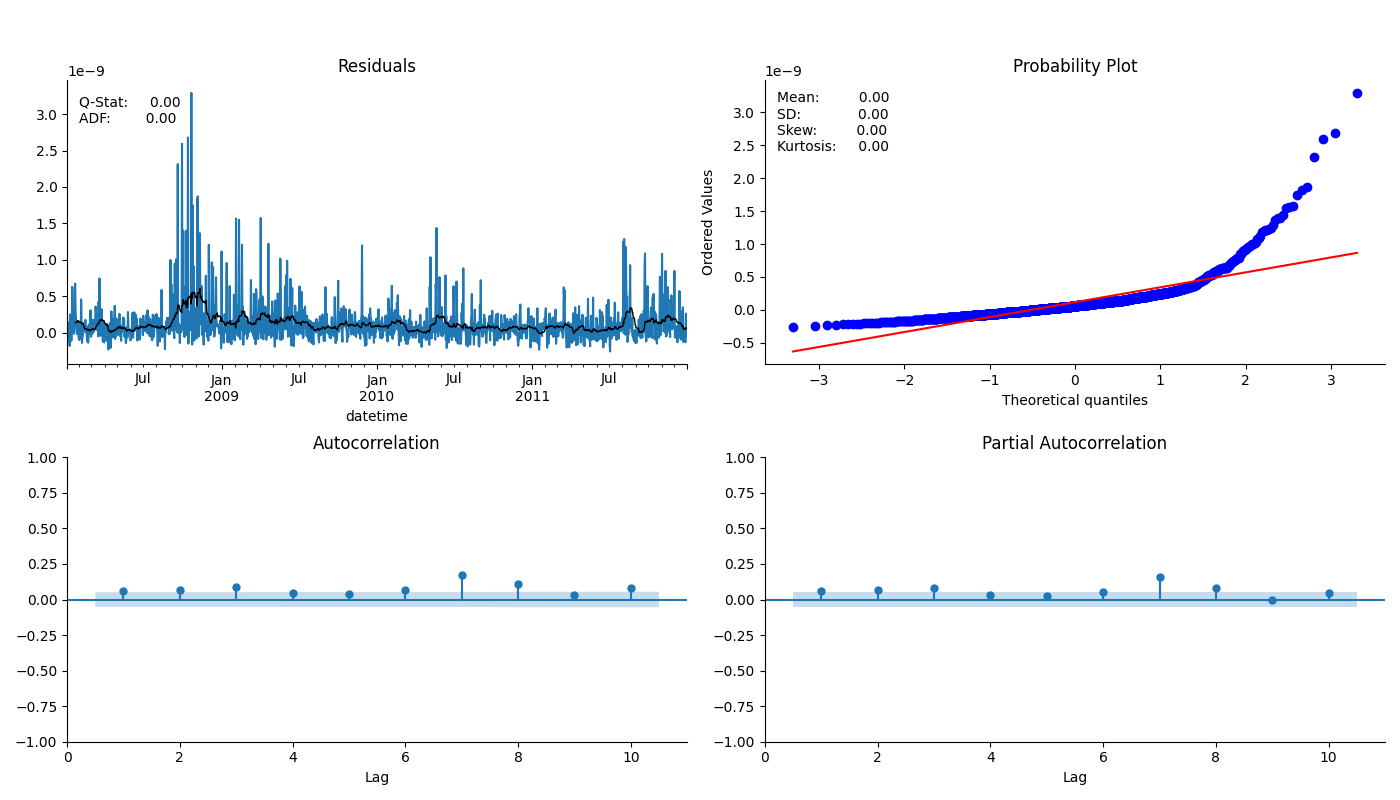 Residuals
1e−9
Q-Stat: 0.00
ADF: 0.00
3.0
2.5
2.0
1.5
1.0
0.5
0.0
Jul Jan Jul Jan Jul Jan Jul
2009 2010 2011
datetime
Probability Plot
1e−9
Mean: 0.00
SD: 0.00
Skew: 0.00
Kurtosis: 0.00
Ordered Values
3.0
2.5
2.0
1.5
1.0
0.5
0.0
−0.5
−3 −2 −1 0 1 2 3
Theoretical quantiles
Autocorrelation
1.00
0.75
0.50
0.25
0.00
−0.25
−0.50
−0.75
−1.00
0 2 4 6 8 10
Lag
Partial Autocorrelation
1.00
0.75
0.50
0.25
0.00
−0.25
−0.50
−0.75
−1.00
0 2 4 6 8 10
Lag